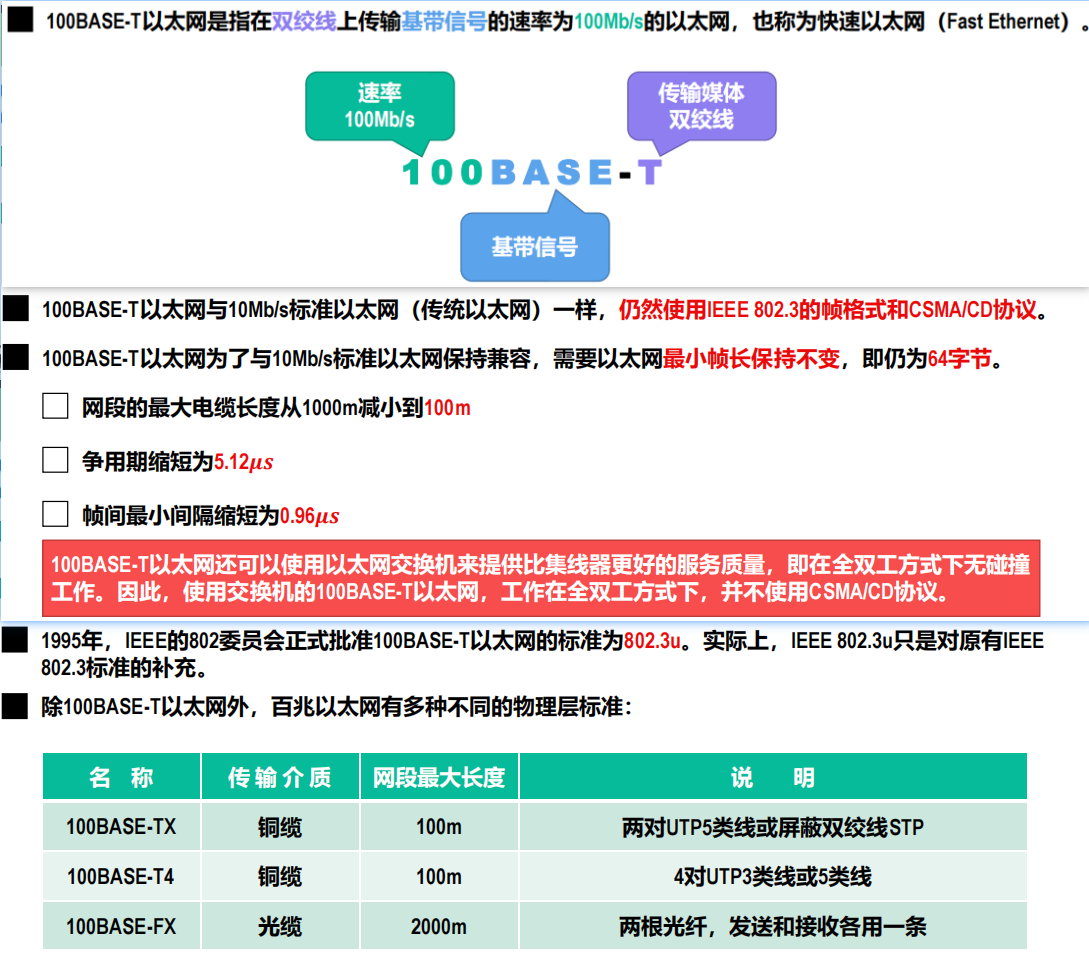 100BASE-T以太网是指在双绞线上传输基带信号的速率为100Mb/s的以太网，也称为快速以太网（Fast Ethernet）。
速率
100Mb/s
传输媒体
双绞线
100BASE-T
基带信号
100BASE-T以太网与10Mb/s标准以太网（传统以太网）一样，仍然使用IEEE 802.3的帧格式和CSMA/CD协议。
100BASE-T以太网为了与10Mb/s标准以太网保持兼容，需要以太网最小帧长保持不变，即仍为64字节。
网段的最大电缆长度从1000m减小到100m
争用期缩短为5.12μs
帧间最小间隔缩短为0.96μs
100BASE-T以太网还可以使用以太网交换机来提供比集线器更好的服务质量，即在全双工方式下无碰撞
工作。因此，使用交换机的100BASE-T以太网，工作在全双工方式下，并不使用CSMA/CD协议。
1995年，IEEE的802委员会正式批准100BASE-T以太网的标准为802.3u。实际上，IEEE 802.3u只是对原有IEEE
802.3标准的补充。
除100BASE-T以太网外，百兆以太网有多种不同的物理层标准：
名 称 传输介质 网段最大长度 说 明
100BASE-TX 铜缆 100m 两对UTP5类线或屏蔽双绞线STP
100BASE-T4 铜缆 100m 4对UTP3类线或5类线
100BASE-FX 光缆 2000m 两根光纤，发送和接收各用一条